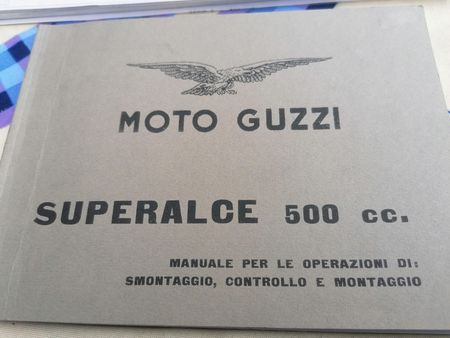 MOTO GUZZI
SUPERALCE 500 cc.
MANUALE PER LE OPERAZIONI DI:
SMONTAGGIO, CONTROLLO E MONTAGGIO